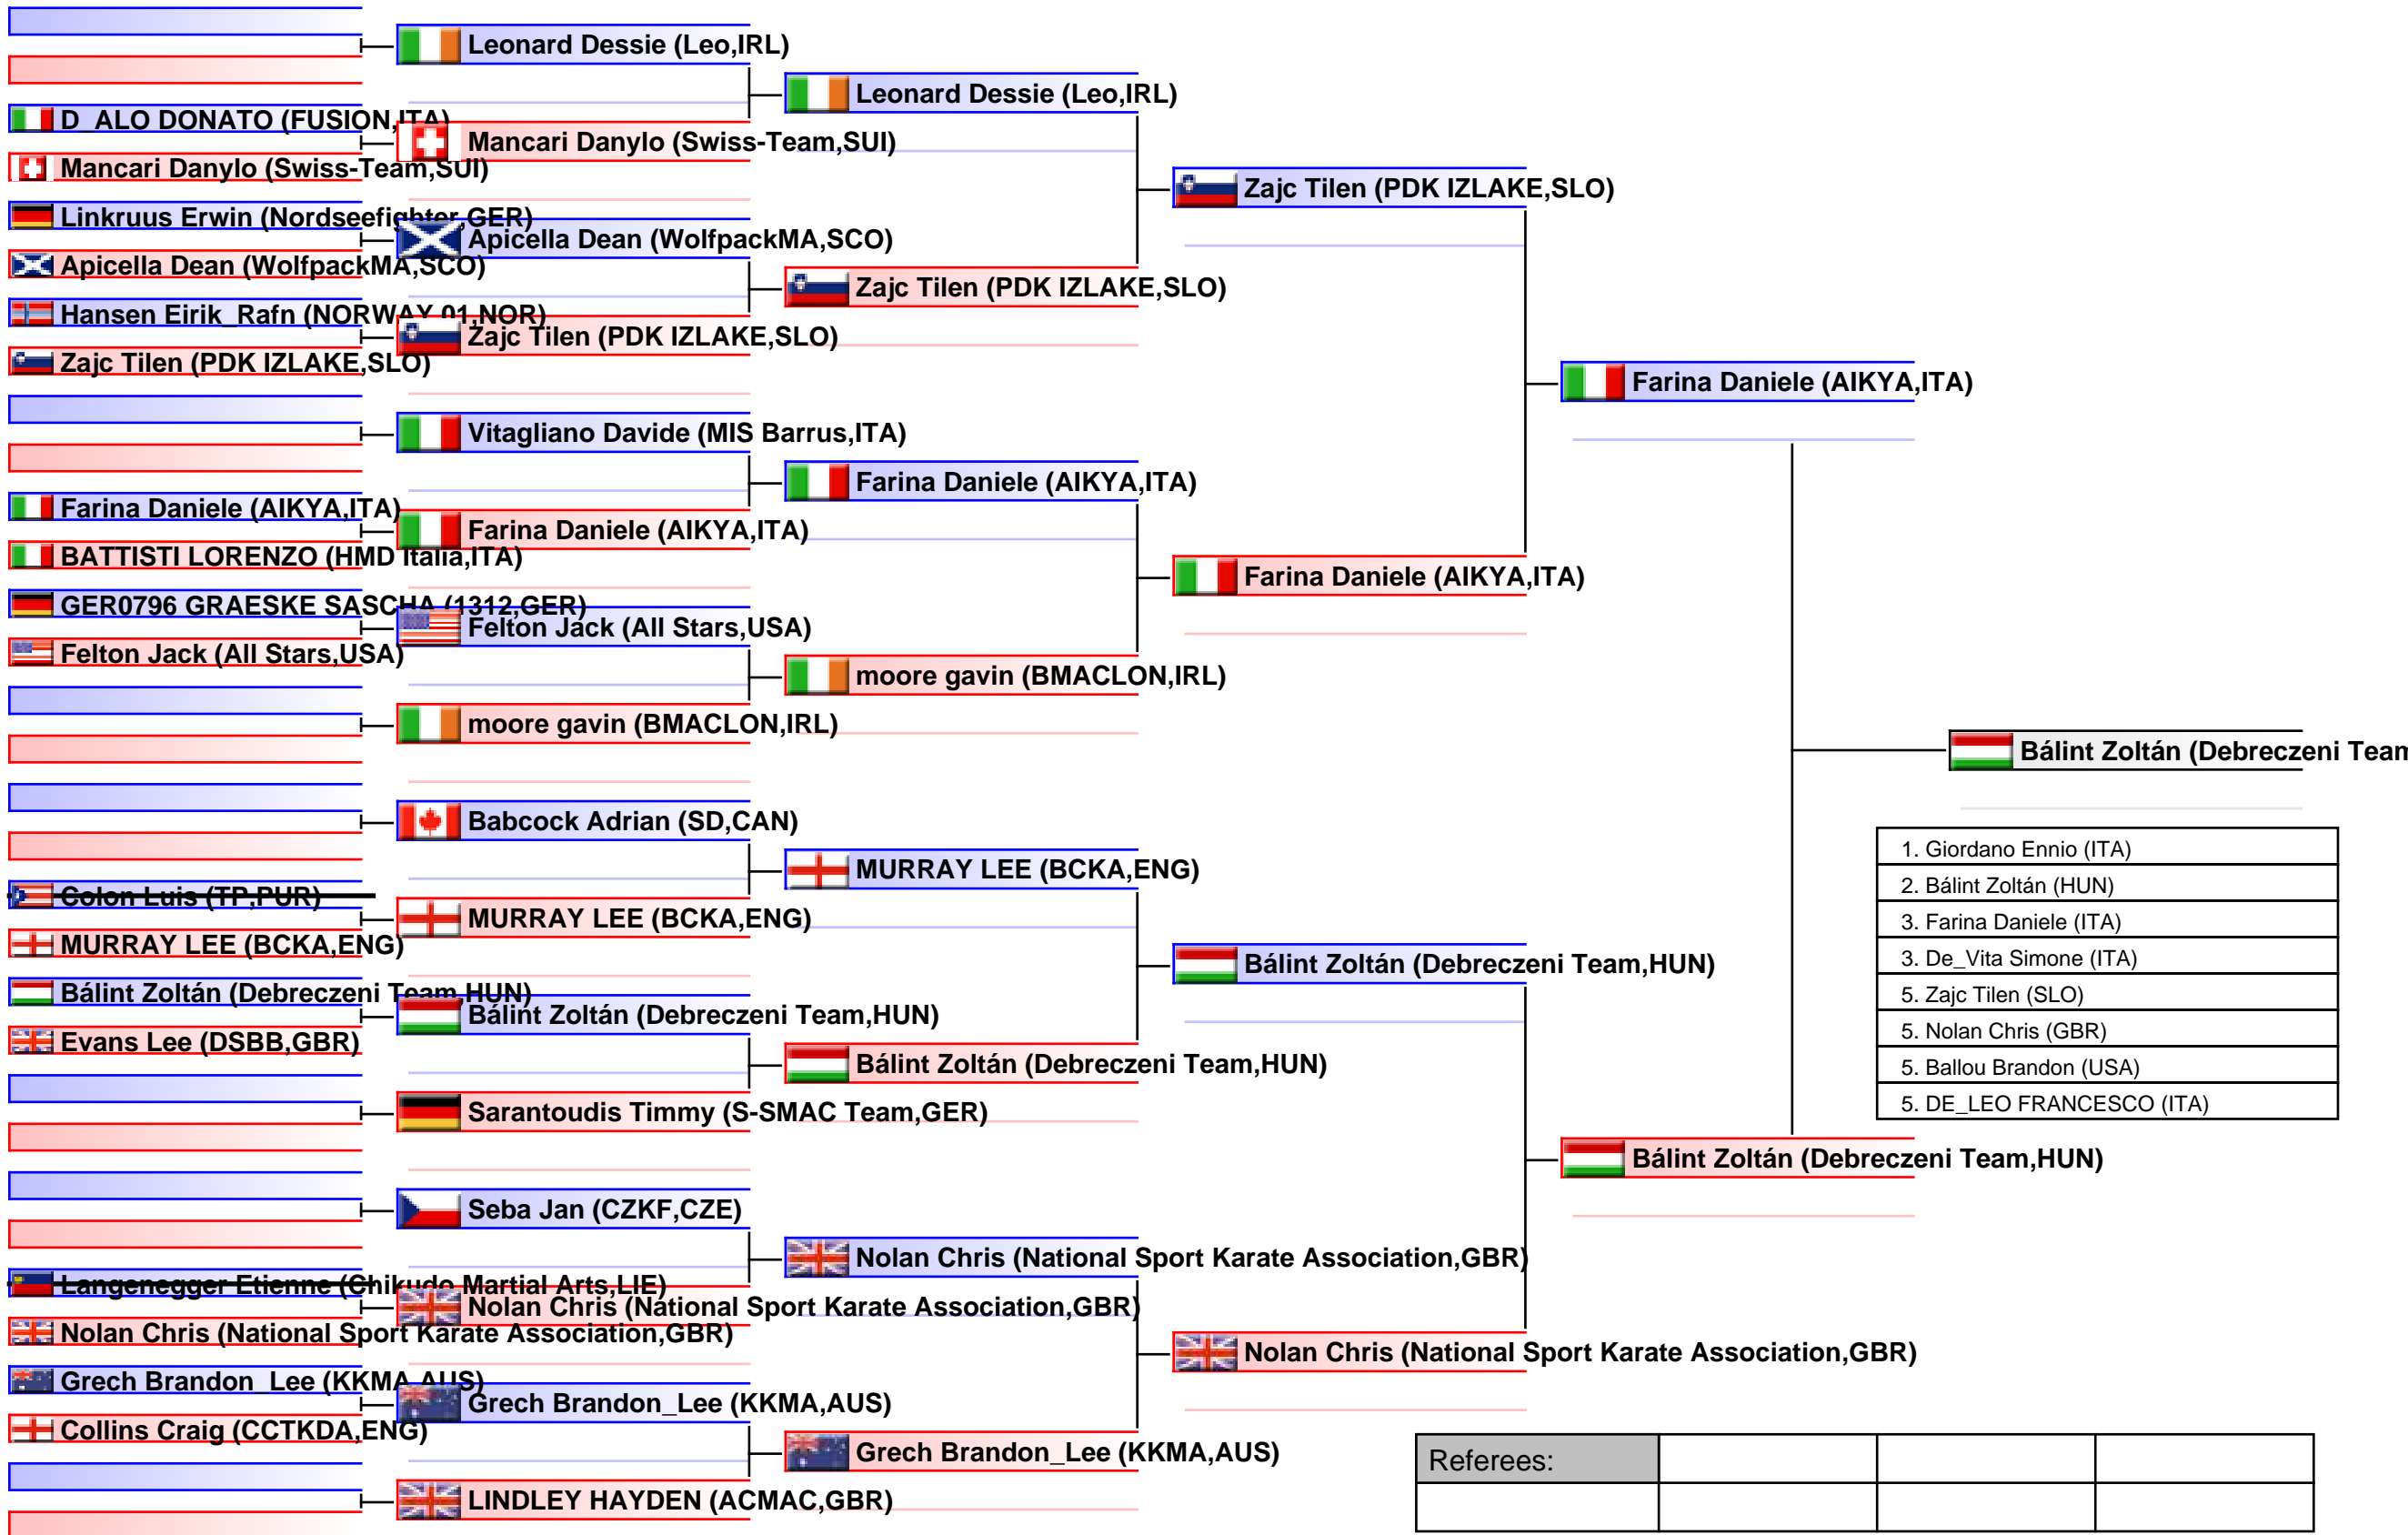 D_ALO DONATO (FUSION,ITA)
Mancari Danylo (Swiss-Team,SUI)
Linkruus Erwin (Nordseefighter,GER)
Apicella Dean (WolfpackMA,SCO)
Hansen Eirik_Rafn (NORWAY 01,NOR)
Zajc Tilen (PDK IZLAKE,SLO)
Farina Daniele (AIKYA,ITA)
BATTISTI LORENZO (HMD Italia,ITA)
GER0796 GRAESKE SASCHA (1312,GER)
Felton Jack (All Stars,USA)
Colon Luis (TP,PUR)
MURRAY LEE (BCKA,ENG)
Bálint Zoltán (Debreczeni Team,HUN)
Evans Lee (DSBB,GBR)
Langenegger Etienne (Chikudo Martial Arts,LIE)
Nolan Chris (National Sport Karate Association,GBR)
Grech Brandon_Lee (KKMA,AUS)
Collins Craig (CCTKDA,ENG)
Leonard Dessie (Leo,IRL)
Mancari Danylo (Swiss-Team,SUI)
Apicella Dean (WolfpackMA,SCO)
Zajc Tilen (PDK IZLAKE,SLO)
Vitagliano Davide (MIS Barrus,ITA)
Farina Daniele (AIKYA,ITA)
Felton Jack (All Stars,USA)
moore gavin (BMACLON,IRL)
Babcock Adrian (SD,CAN)
MURRAY LEE (BCKA,ENG)
Bálint Zoltán (Debreczeni Team,HUN)
Sarantoudis Timmy (S-SMAC Team,GER)
Seba Jan (CZKF,CZE)
Nolan Chris (National Sport Karate Association,GBR)
Grech Brandon_Lee (KKMA,AUS)
LINDLEY HAYDEN (ACMAC,GBR)
Leonard Dessie (Leo,IRL)
Zajc Tilen (PDK IZLAKE,SLO)
Farina Daniele (AIKYA,ITA)
moore gavin (BMACLON,IRL)
MURRAY LEE (BCKA,ENG)
Bálint Zoltán (Debreczeni Team,HUN)
Nolan Chris (National Sport Karate Association,GBR)
Grech Brandon_Lee (KKMA,AUS)
Zajc Tilen (PDK IZLAKE,SLO)
Farina Daniele (AIKYA,ITA)
Bálint Zoltán (Debreczeni Team,HUN)
Nolan Chris (National Sport Karate Association,GBR)
Farina Daniele (AIKYA,ITA)
Bálint Zoltán (Debreczeni Team,HUN)
Bálint Zoltán (Debreczeni Team
1. Giordano Ennio (ITA)
2. Bálint Zoltán (HUN)
3. Farina Daniele (ITA)
3. De_Vita Simone (ITA)
5. Zajc Tilen (SLO)
5. Nolan Chris (GBR)
5. Ballou Brandon (USA)
5. DE_LEO FRANCESCO (ITA)
Referees: